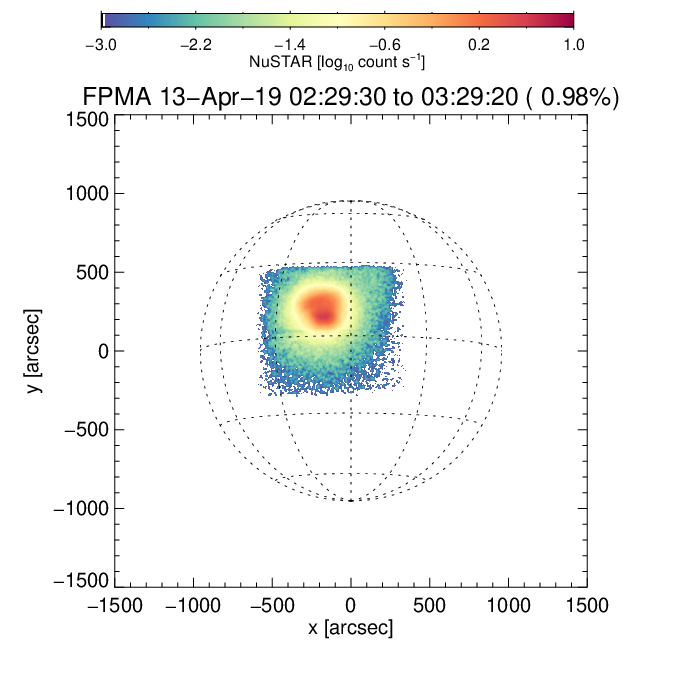 −3.0 −2.2 −1.4 −0.6 0.2 1.0
NuSTAR [log10 count s−1]
FPMA 13−Apr−19 02:29:30 to 03:29:20 ( 0.98%)
1500
1000
500
0
−500
−1000
−1500
y [arcsec]
−1500 −1000 −500 0 500 1000 1500
x [arcsec]